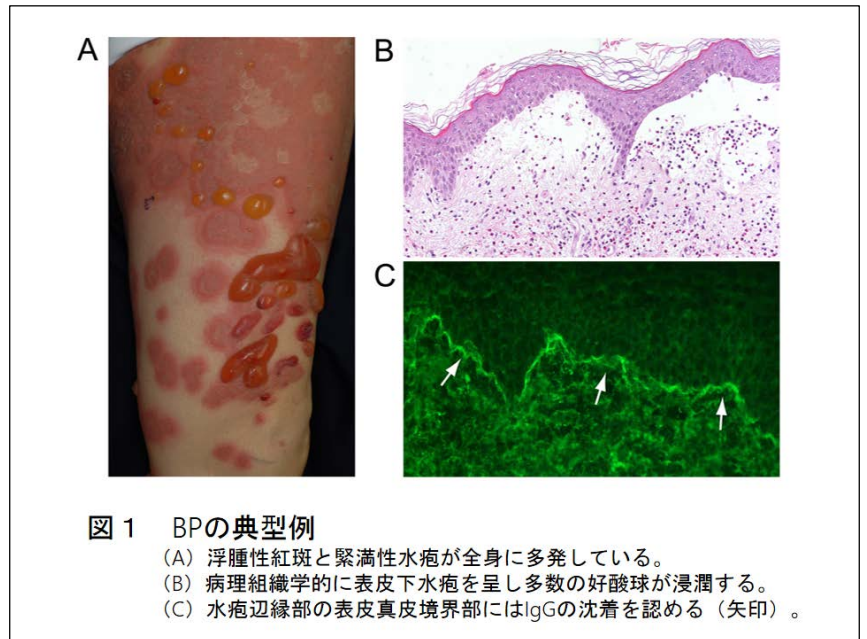 A
B
C
図１　BPの典型例
（A）浮腫性紅斑と緊満性水疱が全身に多発している。
（B）病理組織学的に表皮下水疱を呈し多数の好酸球が浸潤する。
（C）水疱辺縁部の表皮真皮境界部にはIgGの沈着を認める（矢印）。